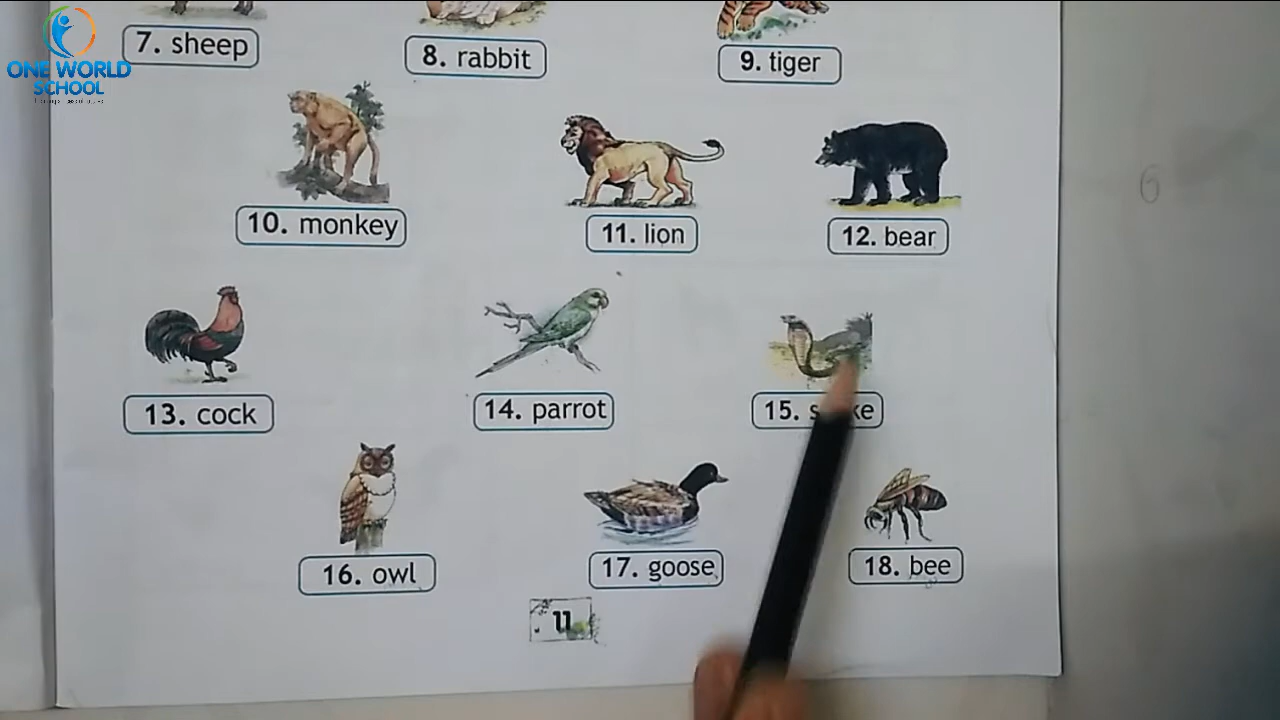 ONE WORLD
SCHOOL
7. sheep
8. rabbit
9. tiger
10. monkey
11. lion
12. bear
6
13. cock
14. parrot
15.
16. owl
17. goose
18. bee
11